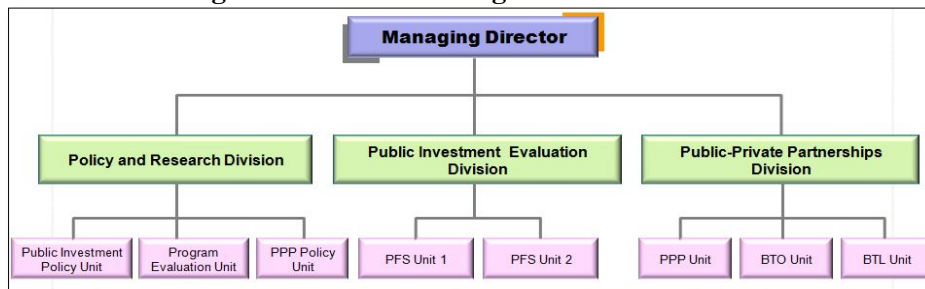 Managing Director
Policy and Research Division
Public Investment Evaluation
Division
Public-Private Partnerships
Division
Public Investment
Policy Unit
Program
Evaluation Unit
PPP Policy
Unit
PFS Unit 1
PFS Unit 2
PPP Unit
BTO Unit
BTL Unit